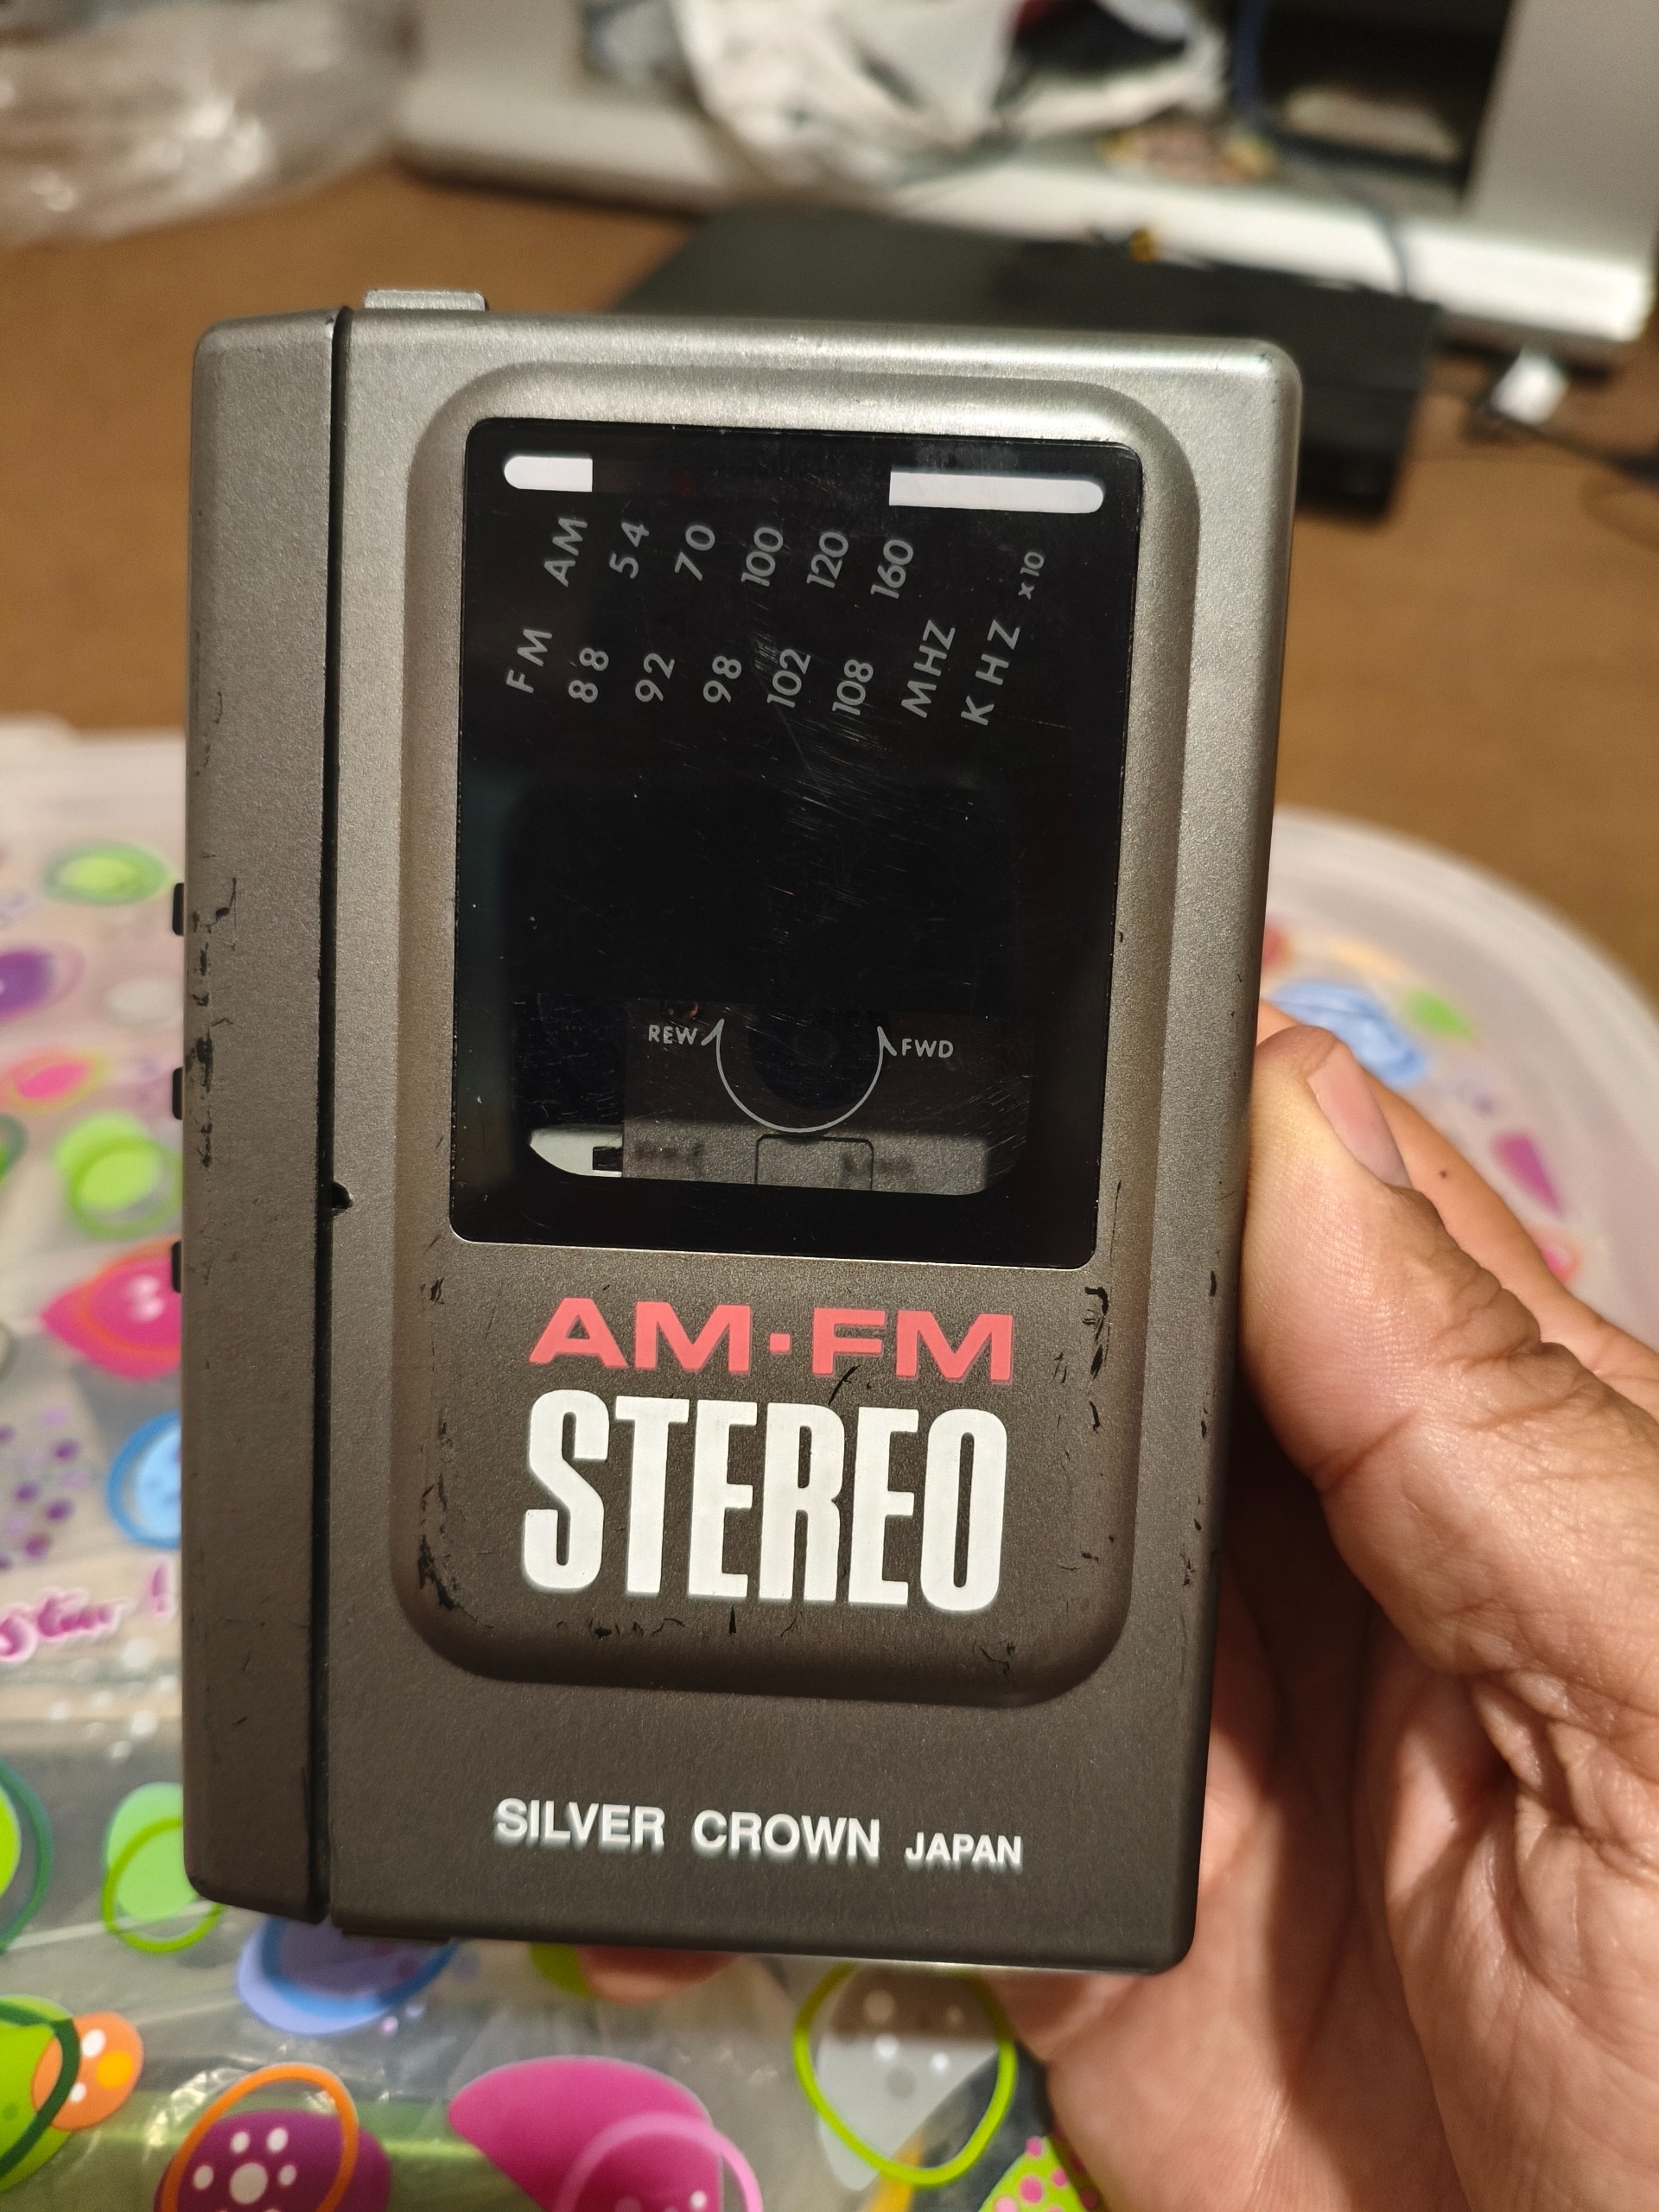 AM 54 70 100 120 160 x10
FM 88 92 98 102 108 MHZ KHZ
REW FWD
AM·FM
STEREO
SILVER CROWN JAPAN